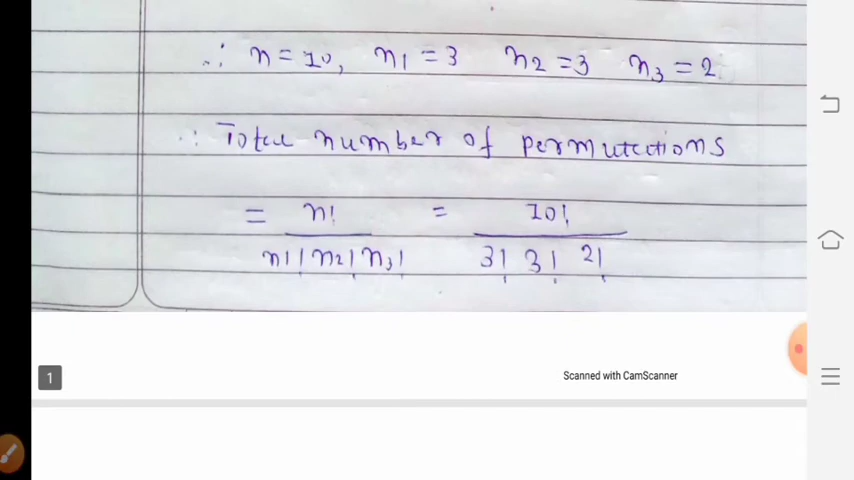 ∴ n = 10, n1 = 3 n2 = 3 n3 = 2
∴ Total number of permutations
= n! / n1! n2! n3! = 10! / 3! 3! 2!
1
Scanned with CamScanner